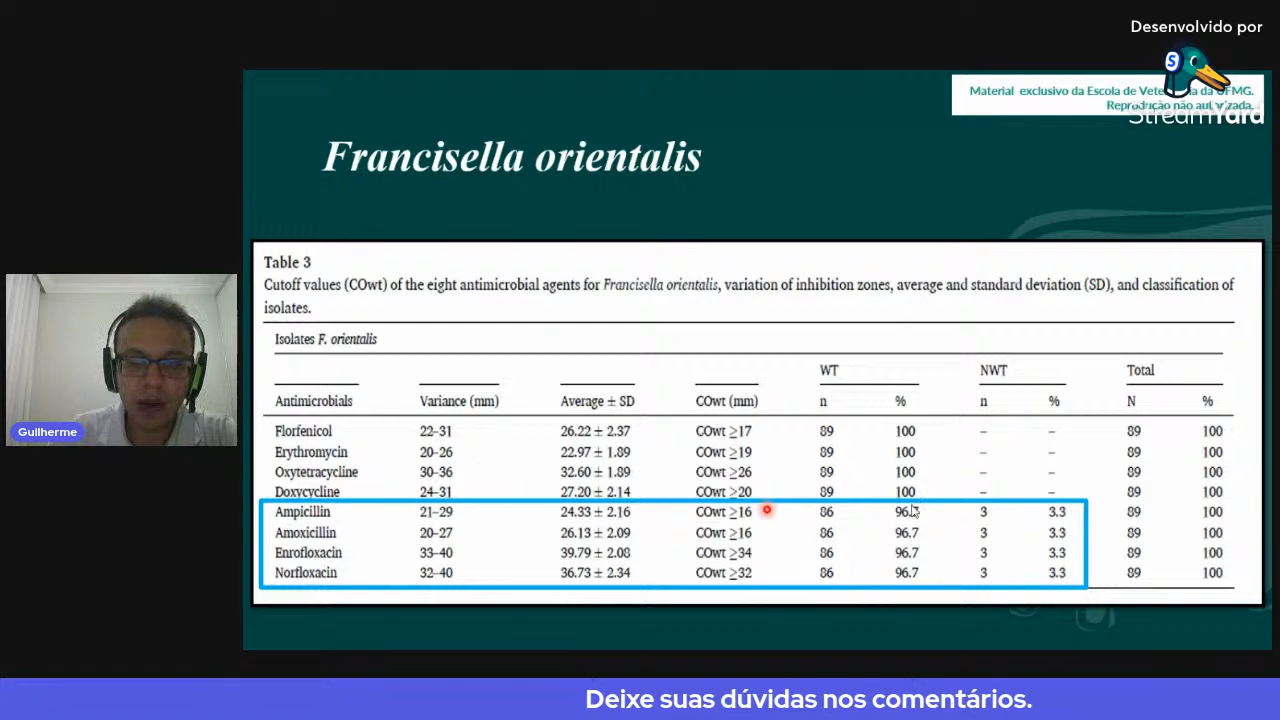 Desenvolvido por
S
StreamYard
Material exclusivo da Escola de da UFMG.
Reprodução não
Francisella orientalis
Table 3
Cutoff values (COwt) of the eight antimicrobial agents for Francisella orientalis, variation of inhibition zones, average and standard deviation (SD), and classification of
isolates.
Isolates F. orientalis
WT NWT Total
Antimicrobials Variance (mm) Average ± SD COwt (mm) n % n % N %
Florfenicol 22–31 26.22 ± 2.37 COwt ≥17 89 100 – – 89 100
Erythromycin 20–26 22.97 ± 1.89 COwt ≥19 89 100 – – 89 100
Oxytetracycline 30–36 32.60 ± 1.89 COwt ≥26 89 100 – – 89 100
Doxycycline 24–31 27.20 ± 2.14 COwt ≥20 89 100 – – 89 100
Ampicillin 21–29 24.33 ± 2.16 COwt ≥16 86 3 3.3 89 100
Amoxicillin 20–27 26.13 ± 2.09 COwt ≥16 86 96.7 3 3.3 89 100
Enrofloxacin 33–40 39.79 ± 2.08 COwt ≥34 86 96.7 3 3.3 89 100
Norfloxacin 32–40 36.73 ± 2.34 COwt ≥32 86 96.7 3 3.3 89 100
Guilherme
Deixe suas dúvidas nos comentários.